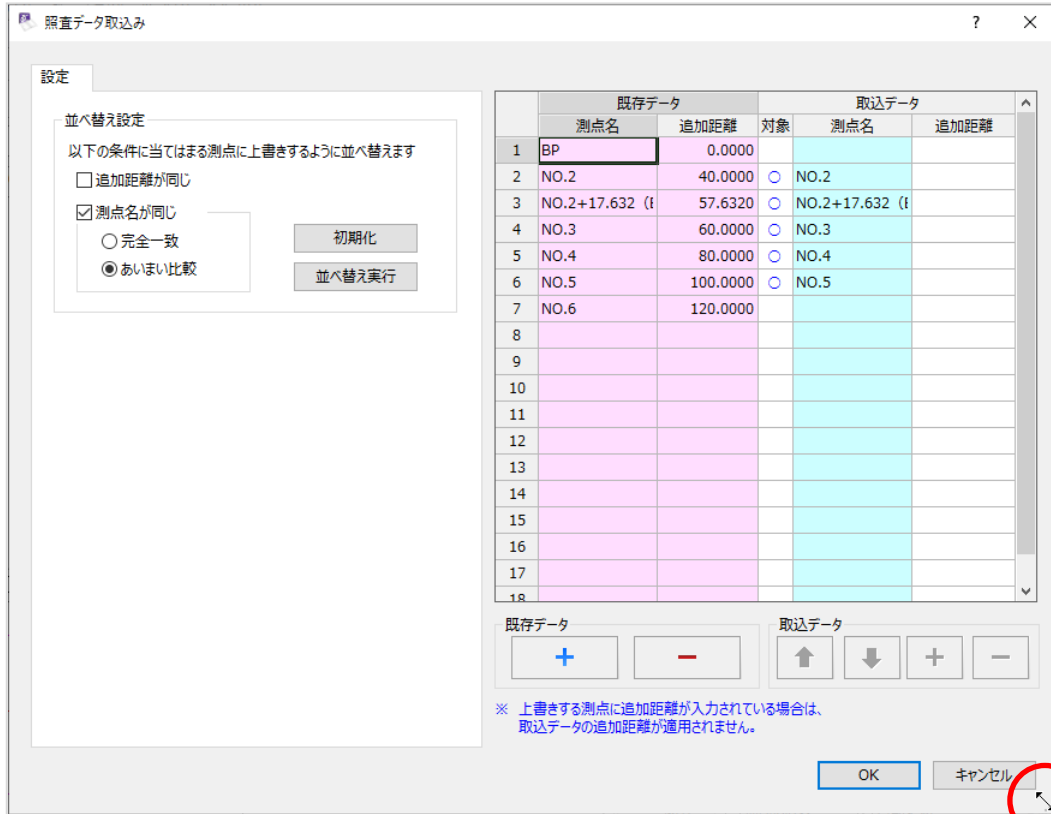 照査データ取込み
設定
並べ替え設定
以下の条件に当てはまる測点に上書きするように並べ替えます
追加距離が同じ
測点名が同じ
完全一致
あいまい比較
初期化
並べ替え実行
既存データ 取込データ
測点名 追加距離 対象 測点名 追加距離
1 BP 0.0000
2 NO.2 40.0000 ○ NO.2
3 NO.2+17.632 57.6320 ○ NO.2+17.632
4 NO.3 60.0000 ○ NO.3
5 NO.4 80.0000 ○ NO.4
6 NO.5 100.0000 ○ NO.5
7 NO.6 120.0000
8
9
10
11
12
13
14
15
16
17
18
既存データ 取込データ
※ 上書きする測点に追加距離が入力されている場合は、
取込データの追加距離が適用されません。
OK キャンセル